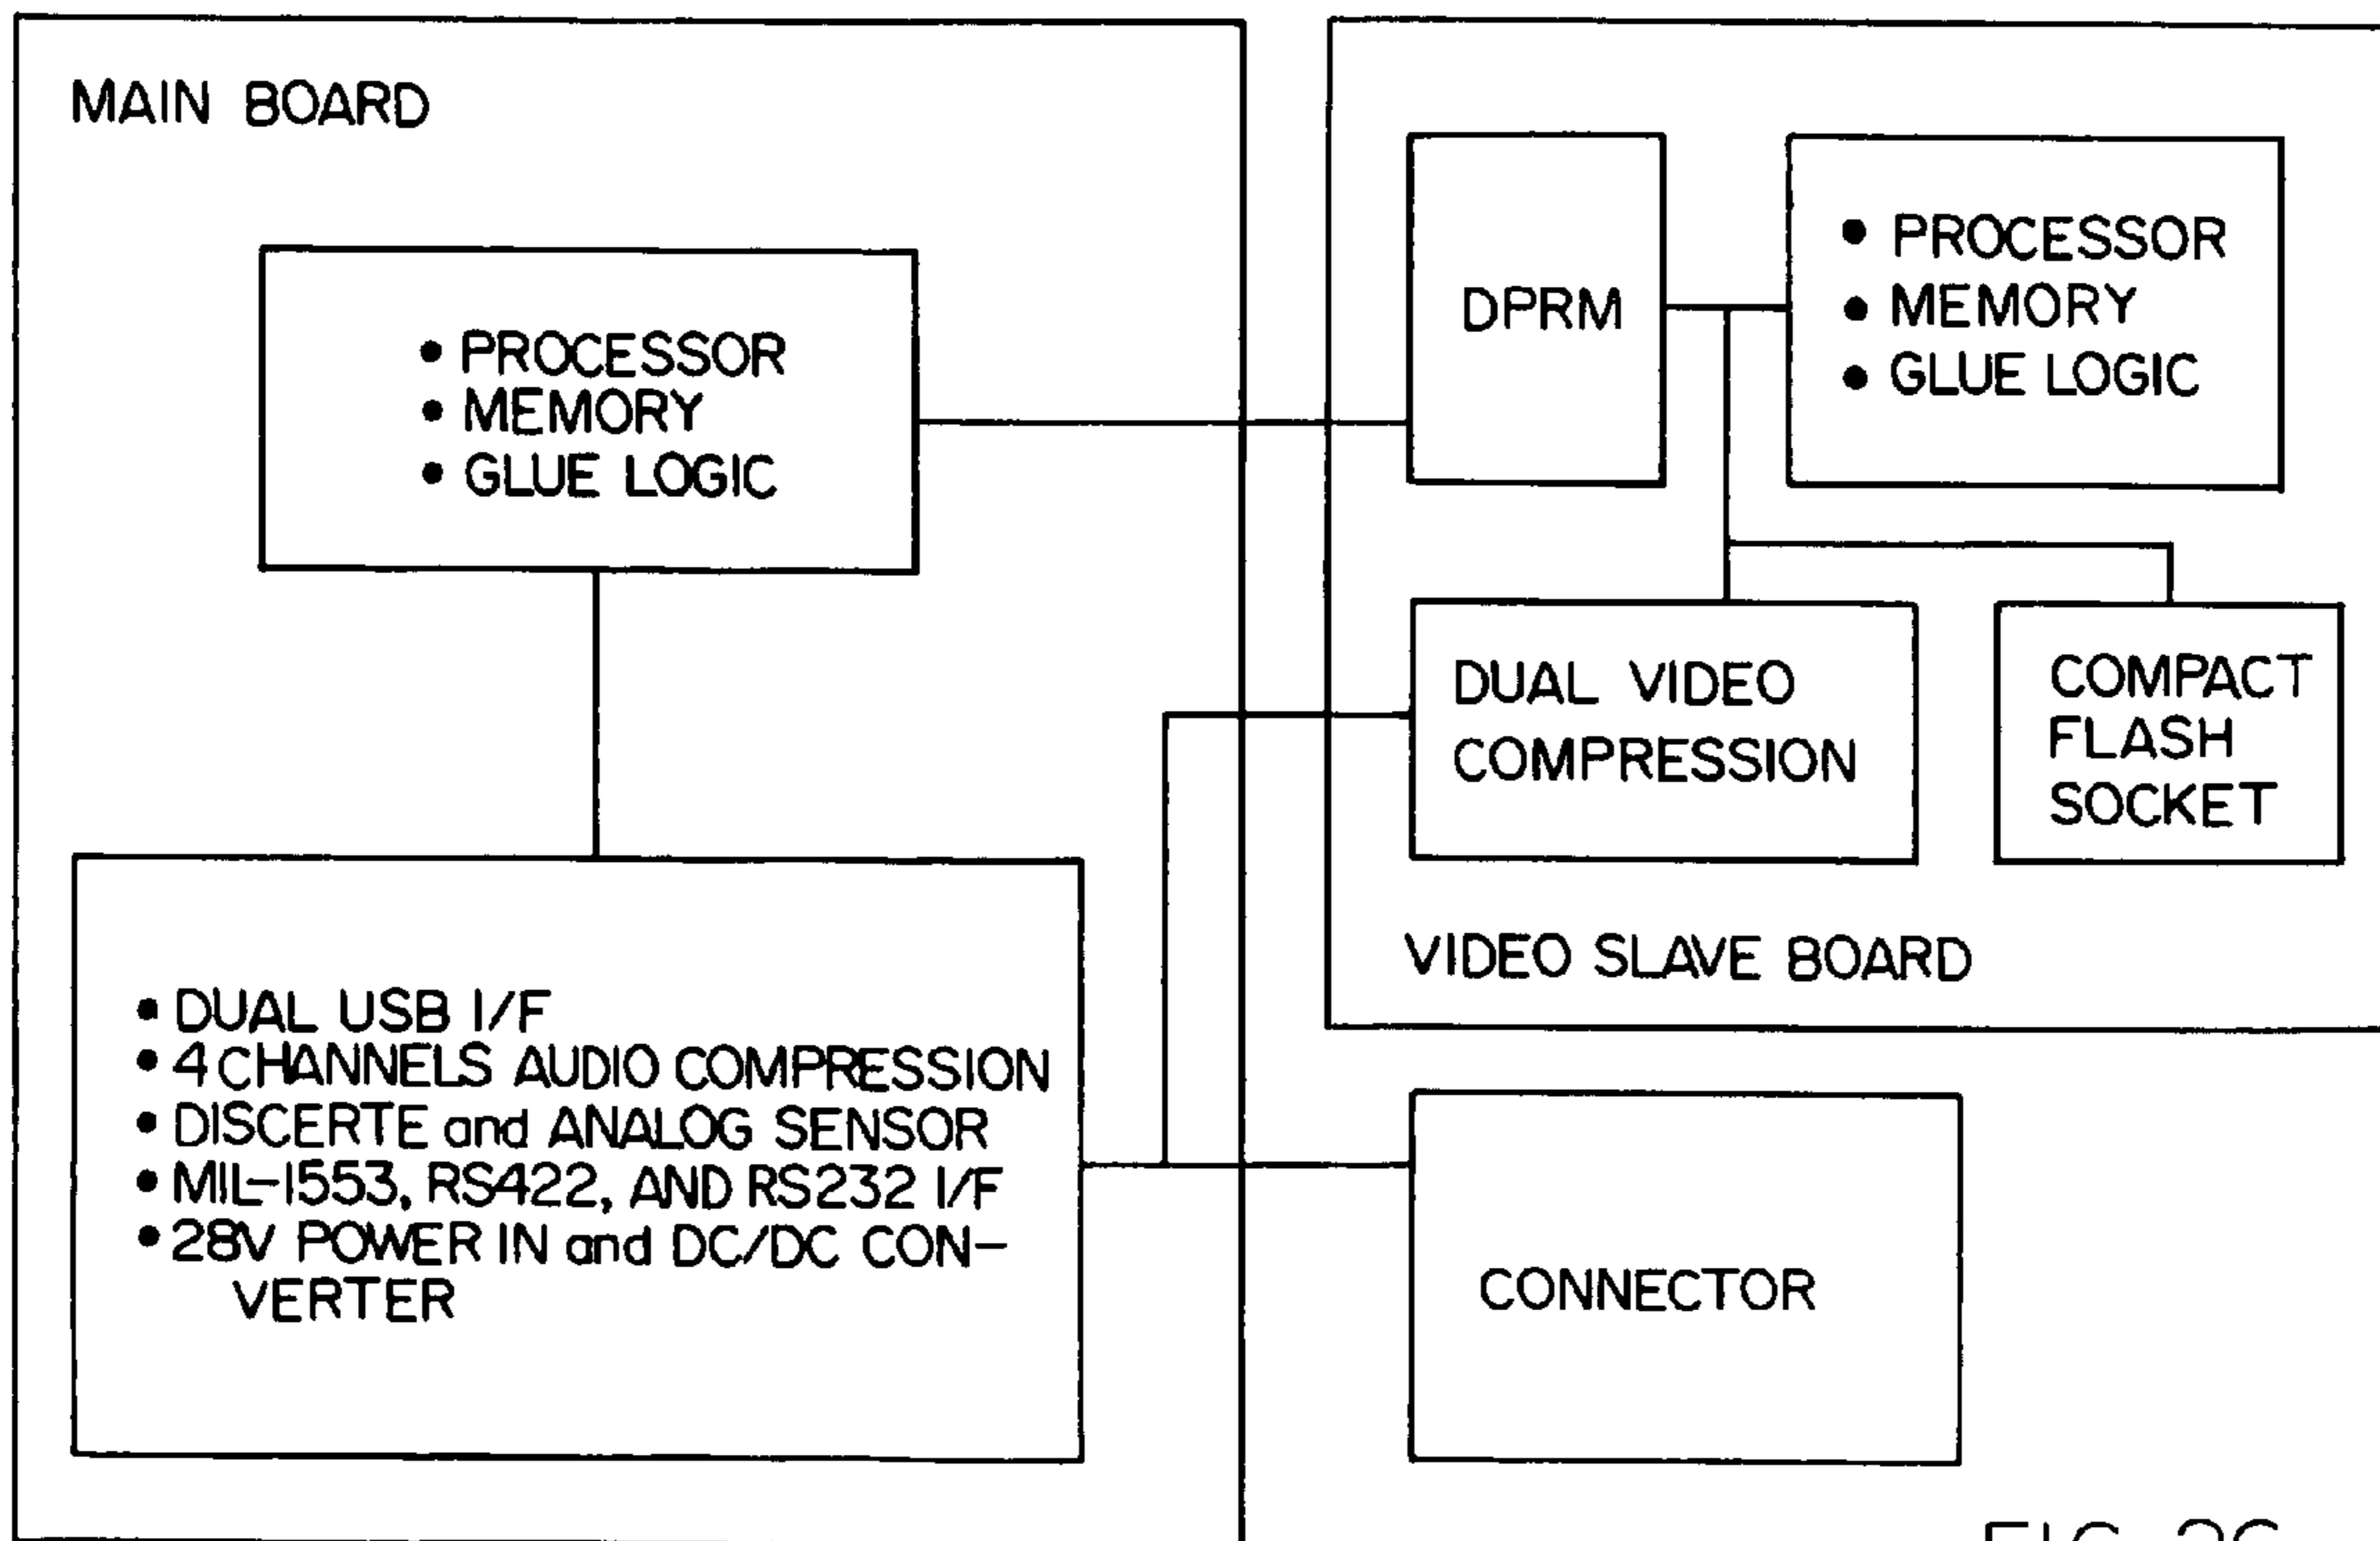 MAIN BOARD
• PROCESSOR
• MEMORY
• GLUE LOGIC
• DUAL USB I/F
• 4 CHANNELS AUDIO COMPRESSION
• DISCERTE and ANALOG SENSOR
• MIL-1553, RS422, AND RS232 I/F
• 28V POWER IN and DC/DC CON-
VERTER
DPRM
• PROCESSOR
• MEMORY
• GLUE LOGIC
DUAL VIDEO
COMPRESSION
COMPACT
FLASH
SOCKET
VIDEO SLAVE BOARD
CONNECTOR